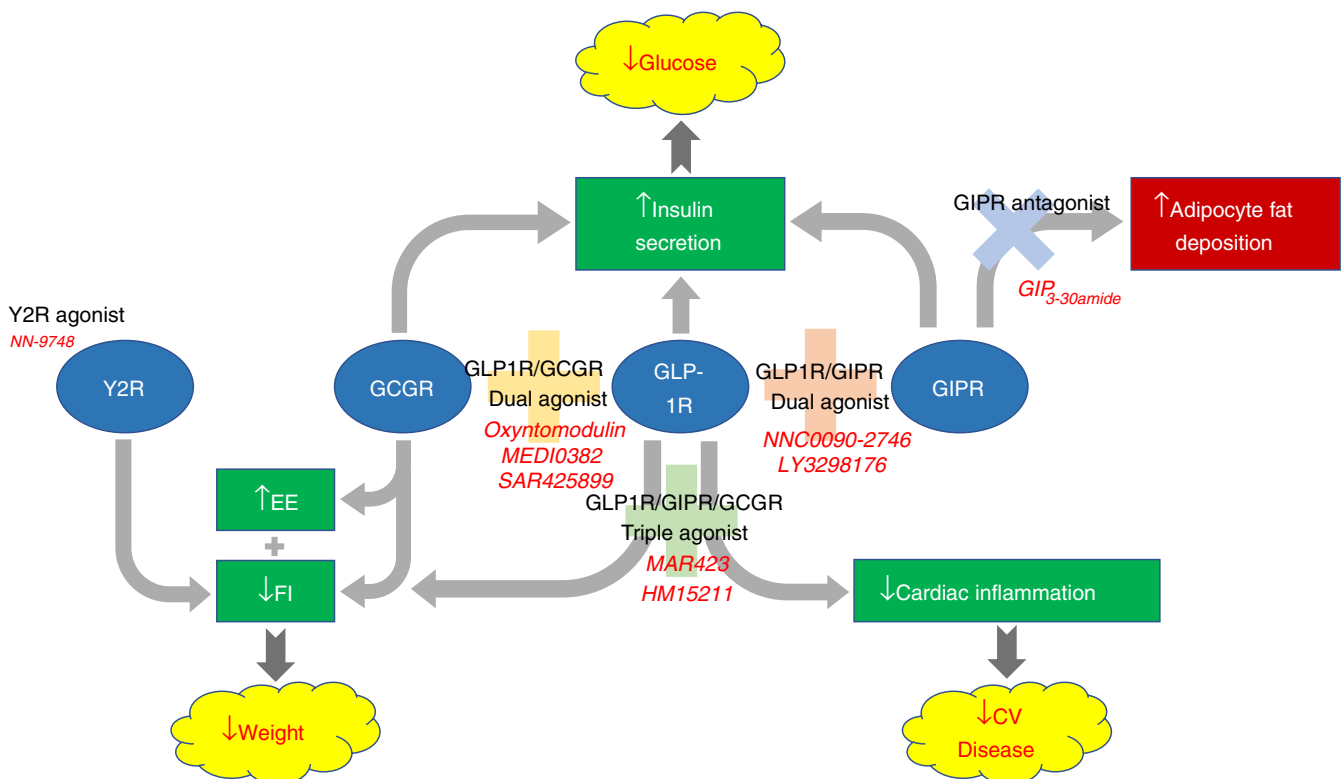 ↓Glucose
↑Insulin
secretion
GIPR antagonist
↑Adipocyte fat
deposition
GIP3-30amide
Y2R agonist
NN-9748
Y2R
GCGR
GLP1R/GCGR
Dual agonist
Oxyntomodulin
MEDI0382
SAR425899
GLP-
1R
GLP1R/GIPR
Dual agonist
NNC0090-2746
LY3298176
GIPR
↑EE
+
↓FI
GLP1R/GIPR/GCGR
Triple agonist
MAR423
HM15211
↓Cardiac inflammation
↓Weight
↓CV
Disease